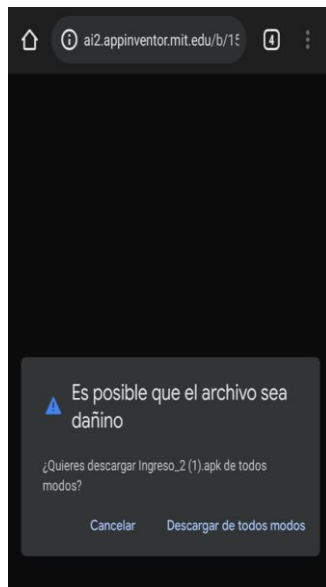 ai2.appinventor.mit.edu/b/15
4
Es posible que el archivo sea
dañino
¿Quieres descargar Ingreso_2 (1).apk de todos
modos?
Cancelar Descargar de todos modos